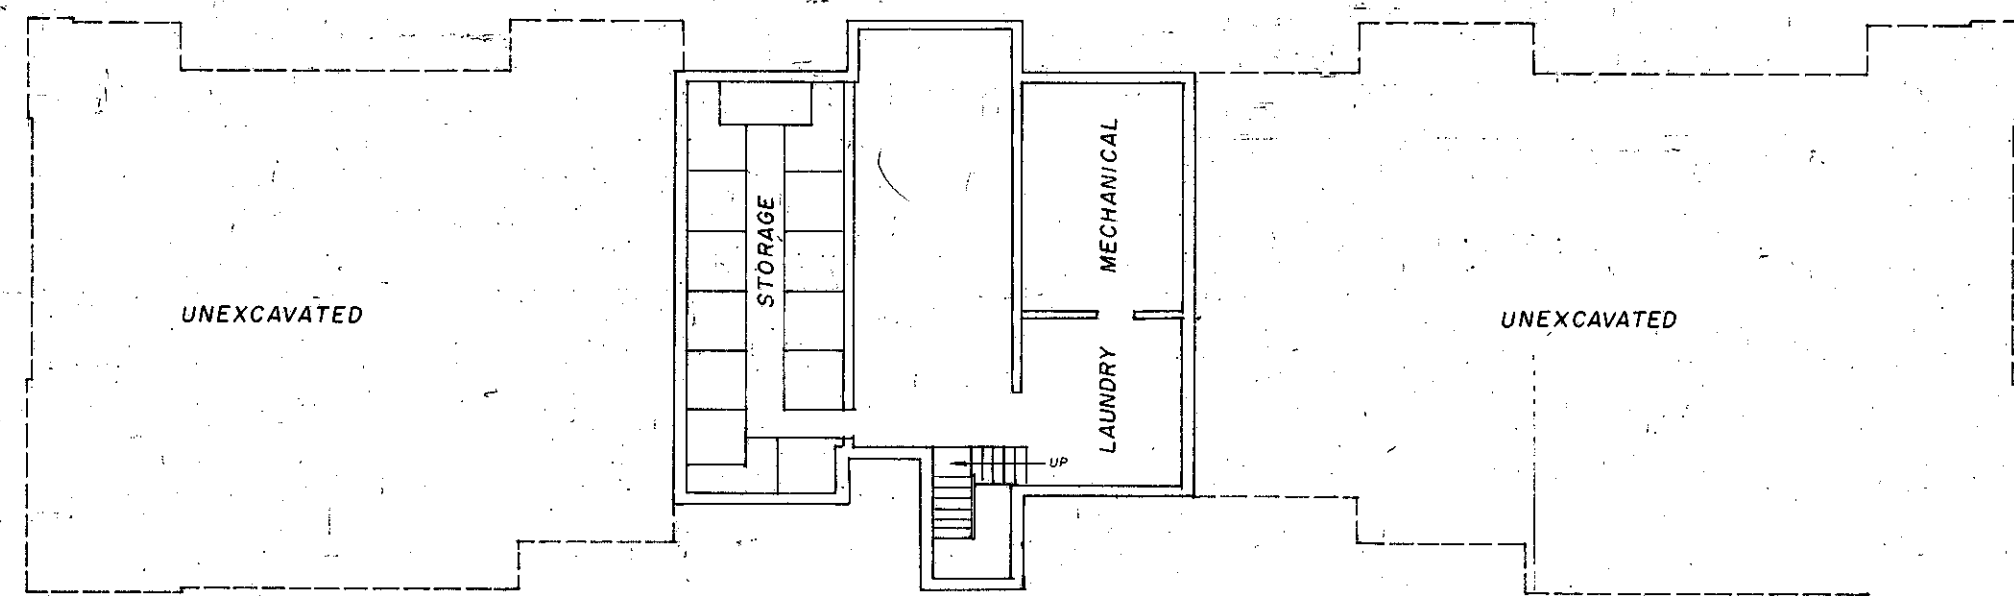 UNEXCAVATED
STORAGE
MECHANICAL
LAUNDRY
UP
UNEXCAVATED